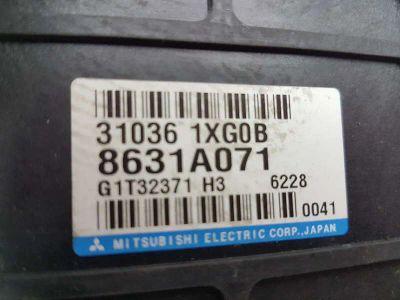 31036 1XG0B
8631A071
G1T32371 H3 6228
0041
MITSUBISHI ELECTRIC CORP.,JAPAN